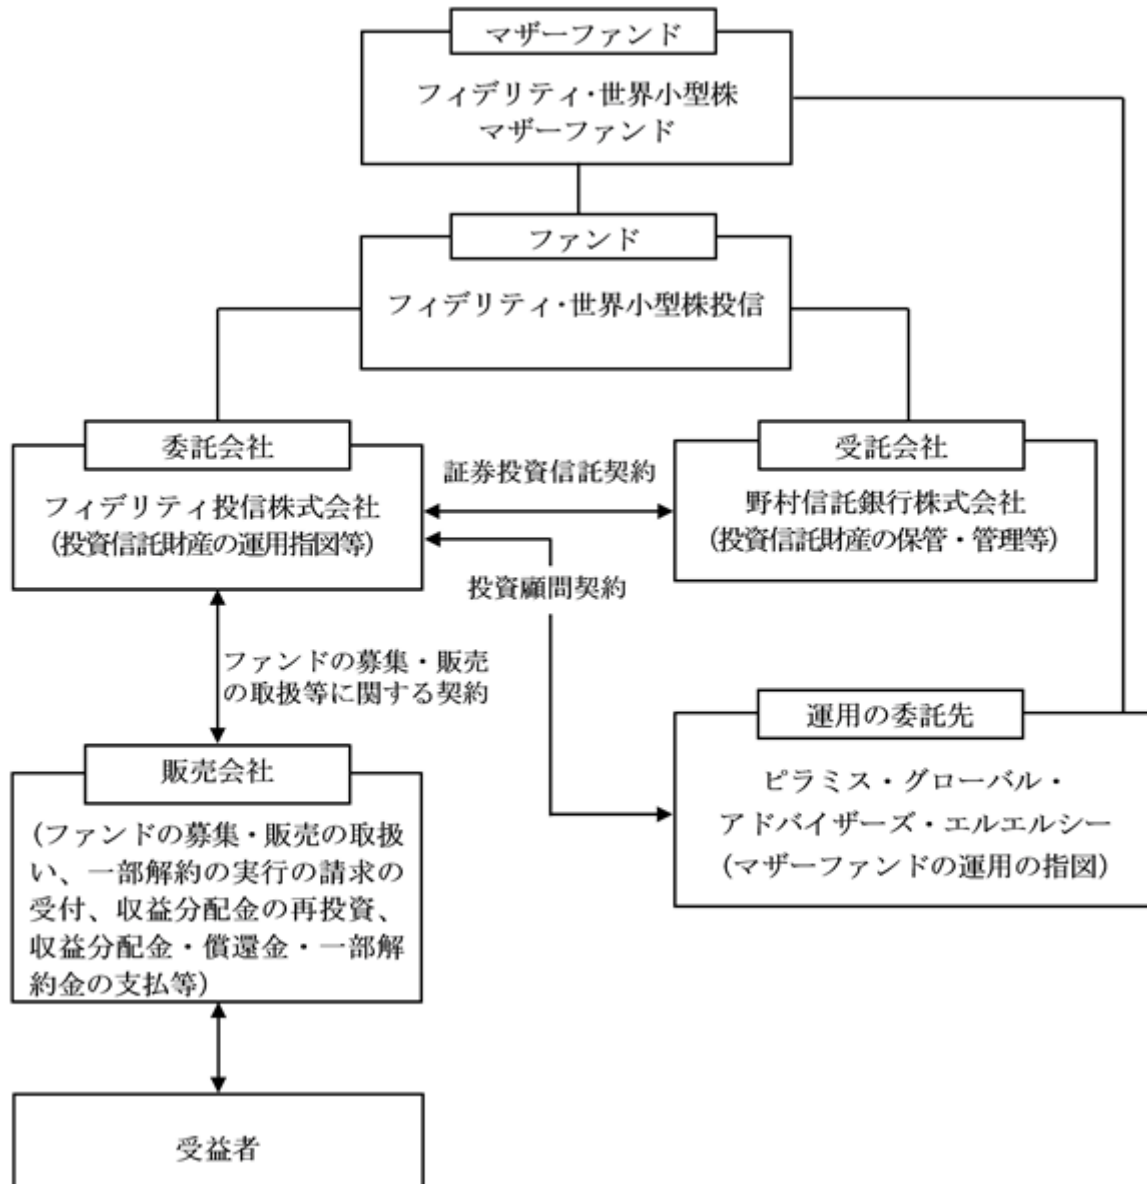 マザーファンド
フィデリティ・世界小型株
マザーファンド
ファンド
フィデリティ・世界小型株投信
委託会社
フィデリティ投信株式会社
(投資信託財産の運用指図等)
証券投資信託契約
受託会社
野村信託銀行株式会社
(投資信託財産の保管・管理等)
投資顧問契約
ファンドの募集・販売
の取扱等に関する契約
運用の委託先
ピラミス・グローバル・
アドバイザーズ・エルエルシー
(マザーファンドの運用の指図)
販売会社
(ファンドの募集・販売の取扱
い、一部解約の実行の請求の
受付、収益分配金の再投資、
収益分配金・償還金・一部解
約金の支払等)
受益者